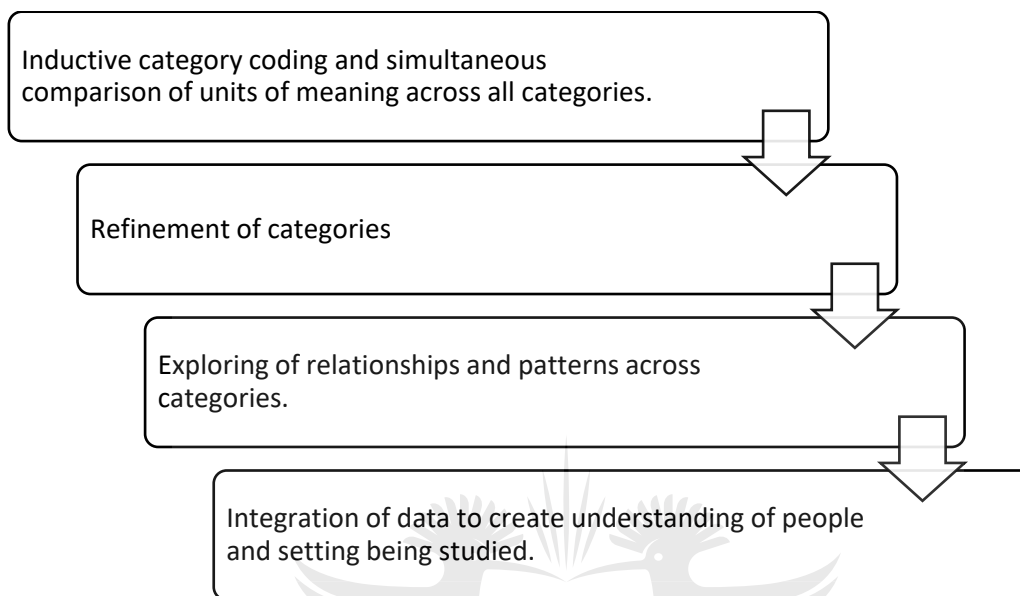 Inductive category coding and simultaneous
comparison of units of meaning across all categories.
Refinement of categories
Exploring of relationships and patterns across
categories.
Integration of data to create understanding of people
and setting being studied.